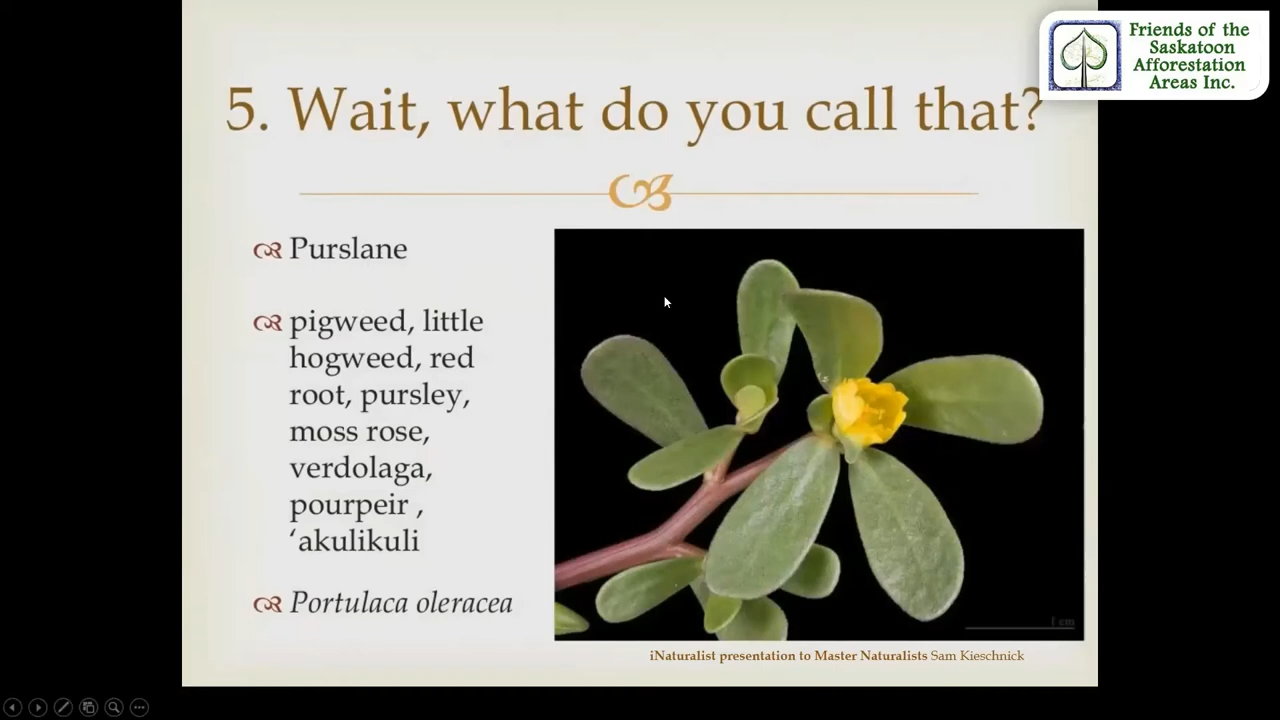 Friends of the
Saskatoon
Afforestation
Areas Inc.
5. Wait, what do you call that?
Purslane
pigweed, little
hogweed, red
root, pursley,
moss rose,
verdolaga,
pourpeir ,
‘akulikuli
Portulaca oleracea
1 cm
iNaturalist presentation to Master Naturalists Sam Kieschnick